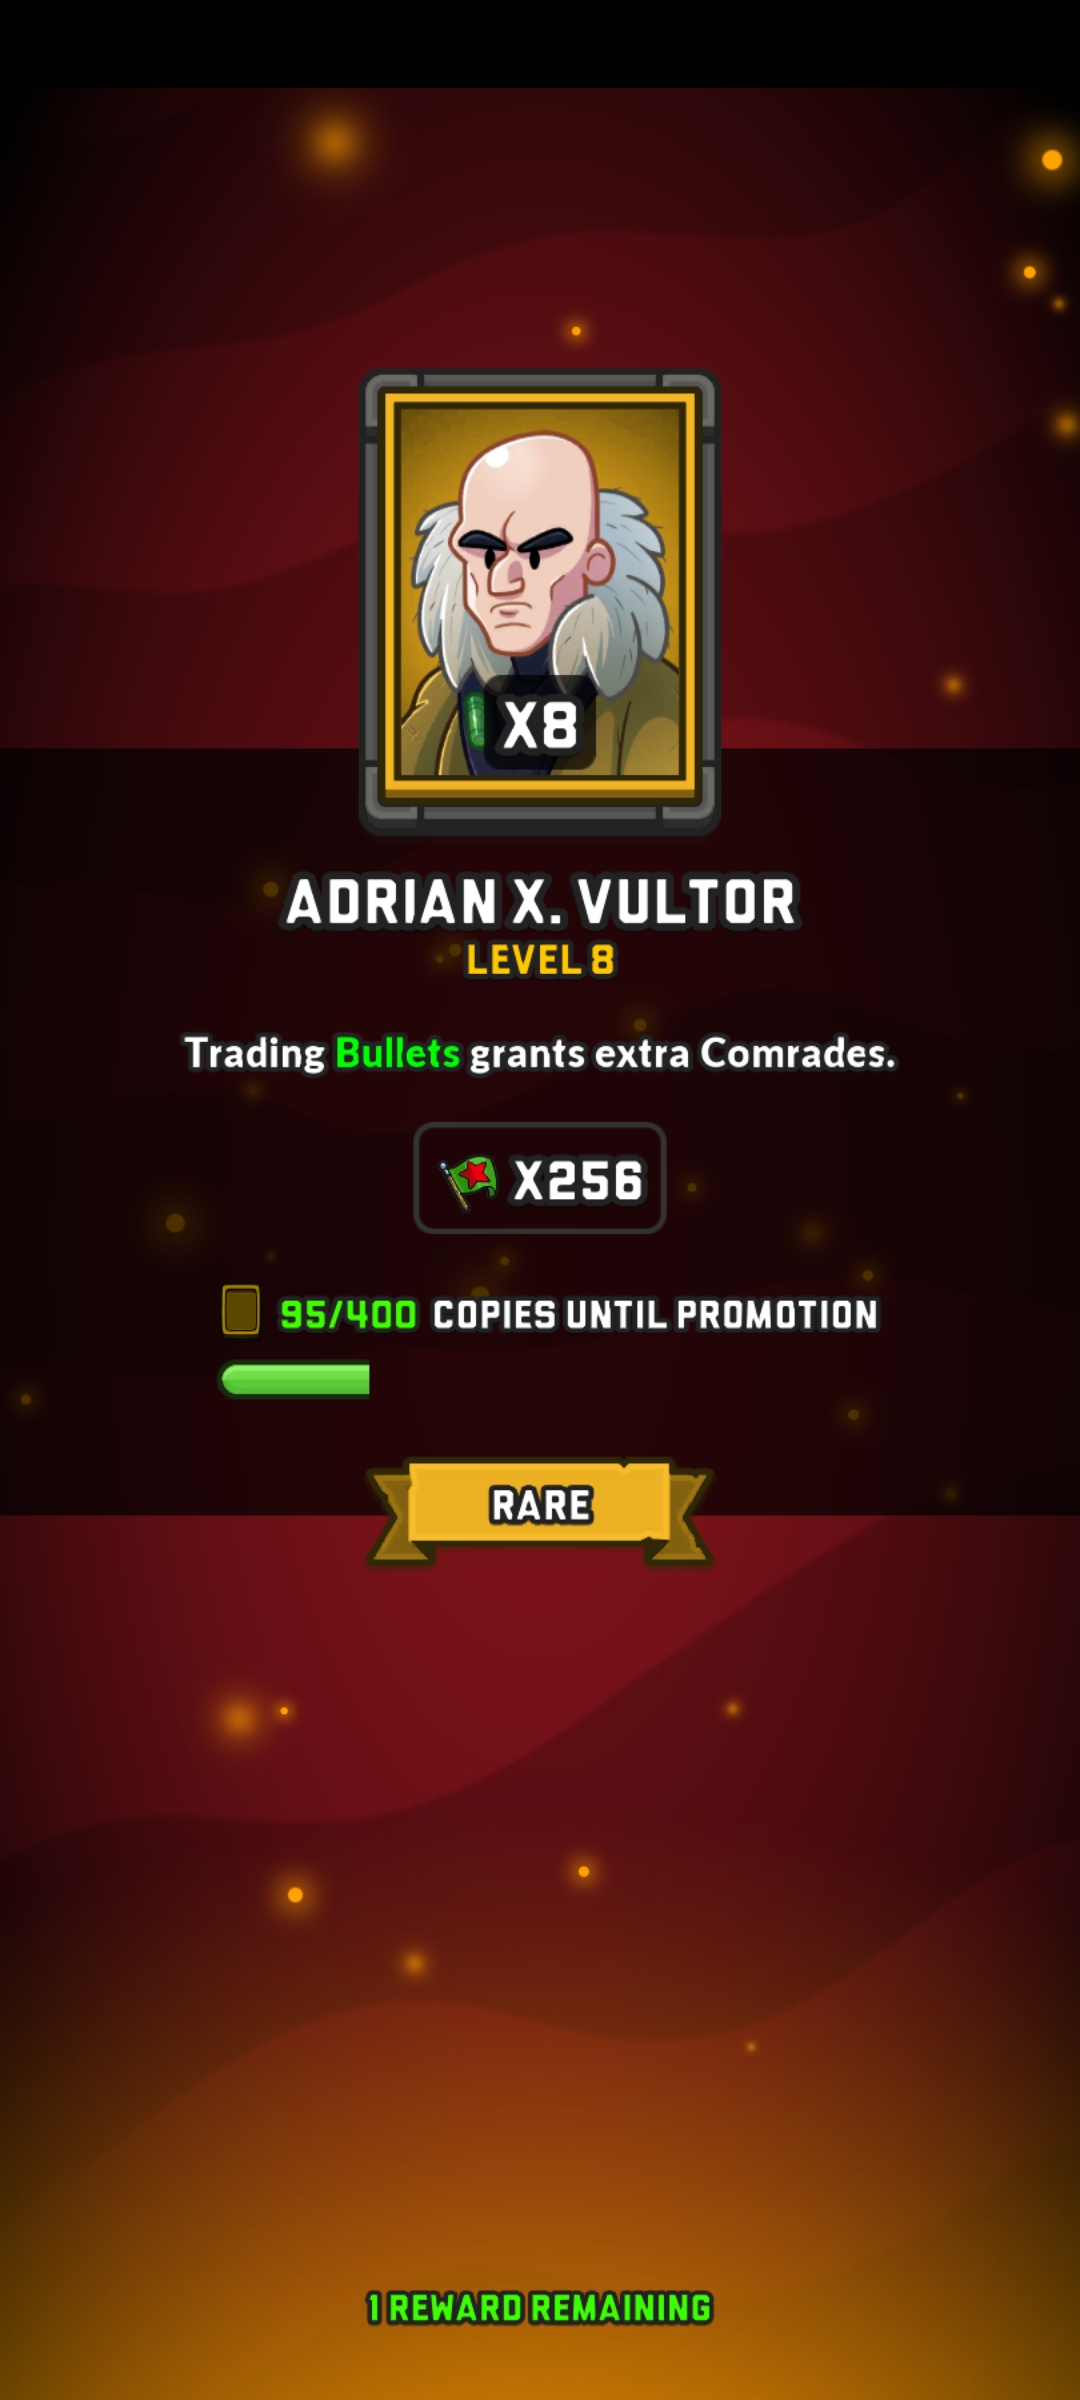 X8
ADRIAN X. VULTOR
LEVEL 8
Trading Bullets grants extra Comrades.
X256
95/400 COPIES UNTIL PROMOTION
RARE
1 REWARD REMAINING